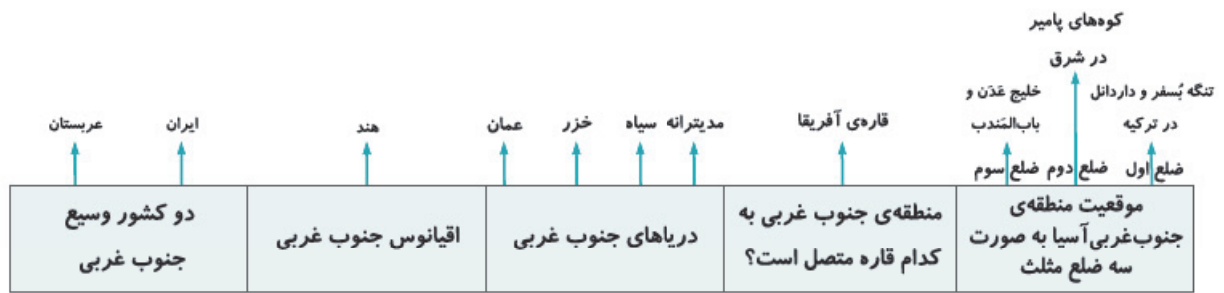 کوه‌های پامیر
در شرق
تنگه بُسفر و داردانل
در ترکیه
خلیج عَدَن و
باب‌المَندب
ضلع اول
ضلع دوم
ضلع سوم
موقعیت منطقه‌ی
جنوب‌غربی‌آسیا به صورت
سه ضلع مثلث
قاره‌ی آفریقا
منطقه‌ی جنوب غربی به
کدام قاره متصل است؟
مدیترانه
سیاه
خزر
عمان
دریاهای جنوب غربی
هند
اقیانوس جنوب غربی
ایران
عربستان
دو کشور وسیع
جنوب غربی